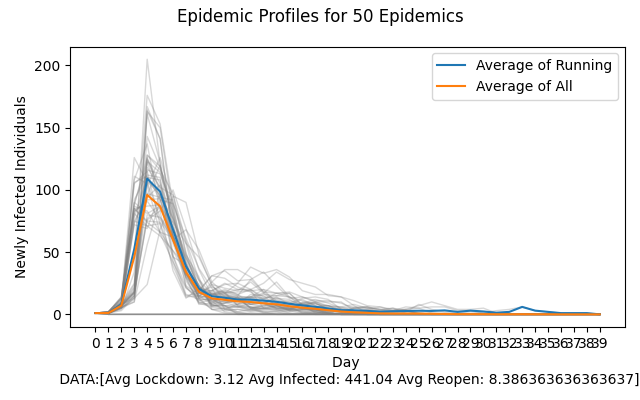 Epidemic Profiles for 50 Epidemics
Average of Running
Average of All
Newly Infected Individuals
200
150
100
50
0
0 1 2 3 4 5 6 7 8 9 10 11 12 13 14 15 16 17 18 19 20 21 22 23 24 25 26 27 28 29 30 31 32 33 34 35 36 37 38 39
Day
DATA:[Avg Lockdown: 3.12 Avg Infected: 441.04 Avg Reopen: 8.386363636363637]